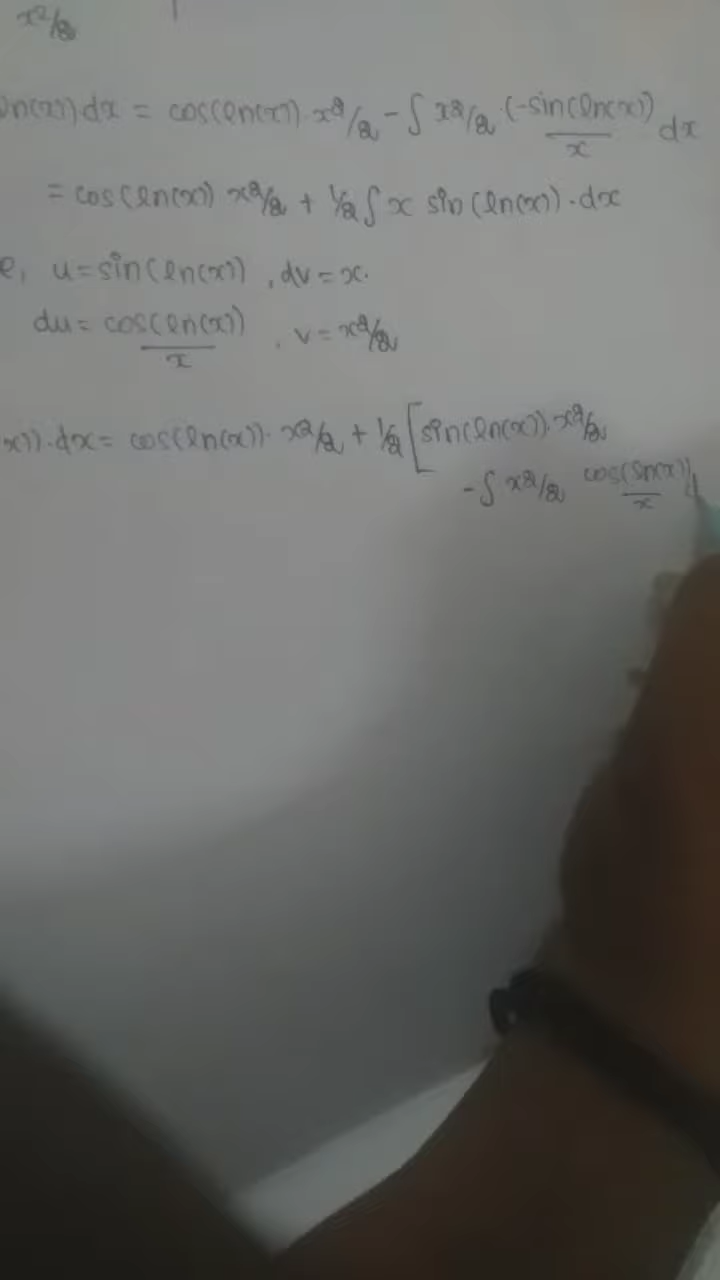 x²/2
ln(x)) dx = cos(ln(x)) · x²/2 - ∫ x²/2 · (-sin(ln(x)))/x dx
= cos(ln(x)) x²/2 + 1/2 ∫ x sin(ln(x)) · dx
e, u = sin(ln(x)) , dv = x·
du = cos(ln(x))/x , v = x²/2
x)) · dx = cos(ln(x)) · x²/2 + 1/2 [ sin(ln(x)) · x²/2
- ∫ x²/2 cos(ln(x))/x